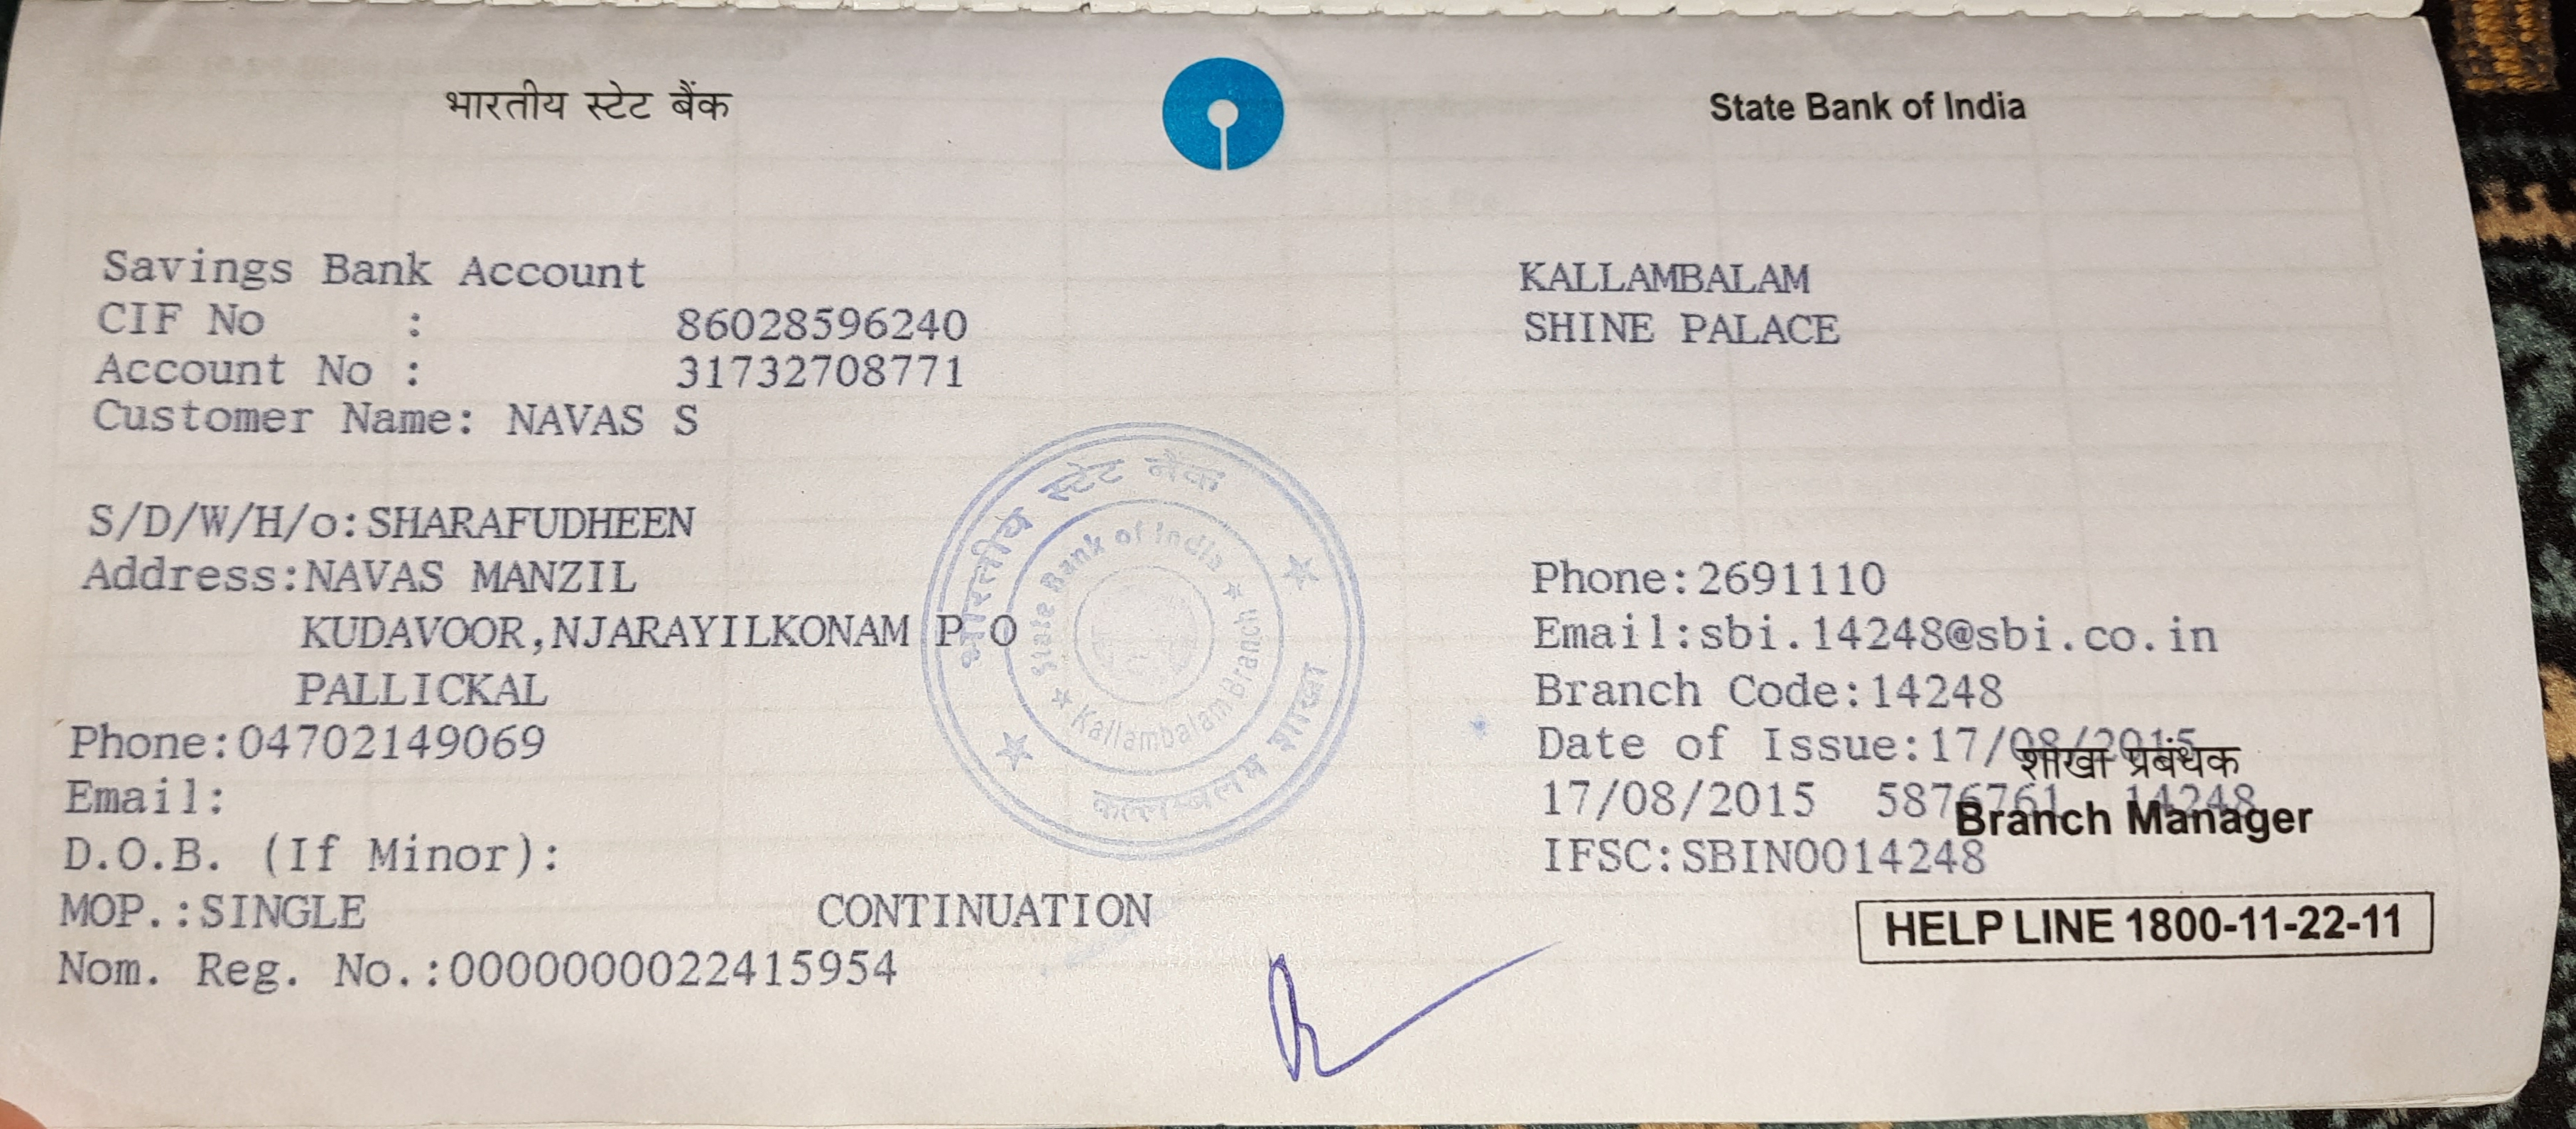 भारतीय स्टेट बैंक
State Bank of India
Savings Bank Account
CIF No : 86028596240
Account No : 31732708771
Customer Name: NAVAS S
S/D/W/H/o:SHARAFUDHEEN
Address:NAVAS MANZIL
KUDAVOOR,NJARAYILKONAM P O
PALLICKAL
Phone:04702149069
Email:
D.O.B. (If Minor):
MOP.:SINGLE CONTINUATION
Nom. Reg. No.:0000000022415954
KALLAMBALAM
SHINE PALACE
Phone:2691110
Email:sbi.14248@sbi.co.in
Branch Code:14248
Date of Issue:17/08/2015
17/08/2015 5876761 14248
IFSC:SBIN0014248
शाखा प्रबंधक
Branch Manager
HELP LINE 1800-11-22-11
भारतीय स्टेट बैंक
State Bank of India
Kallambalam Branch